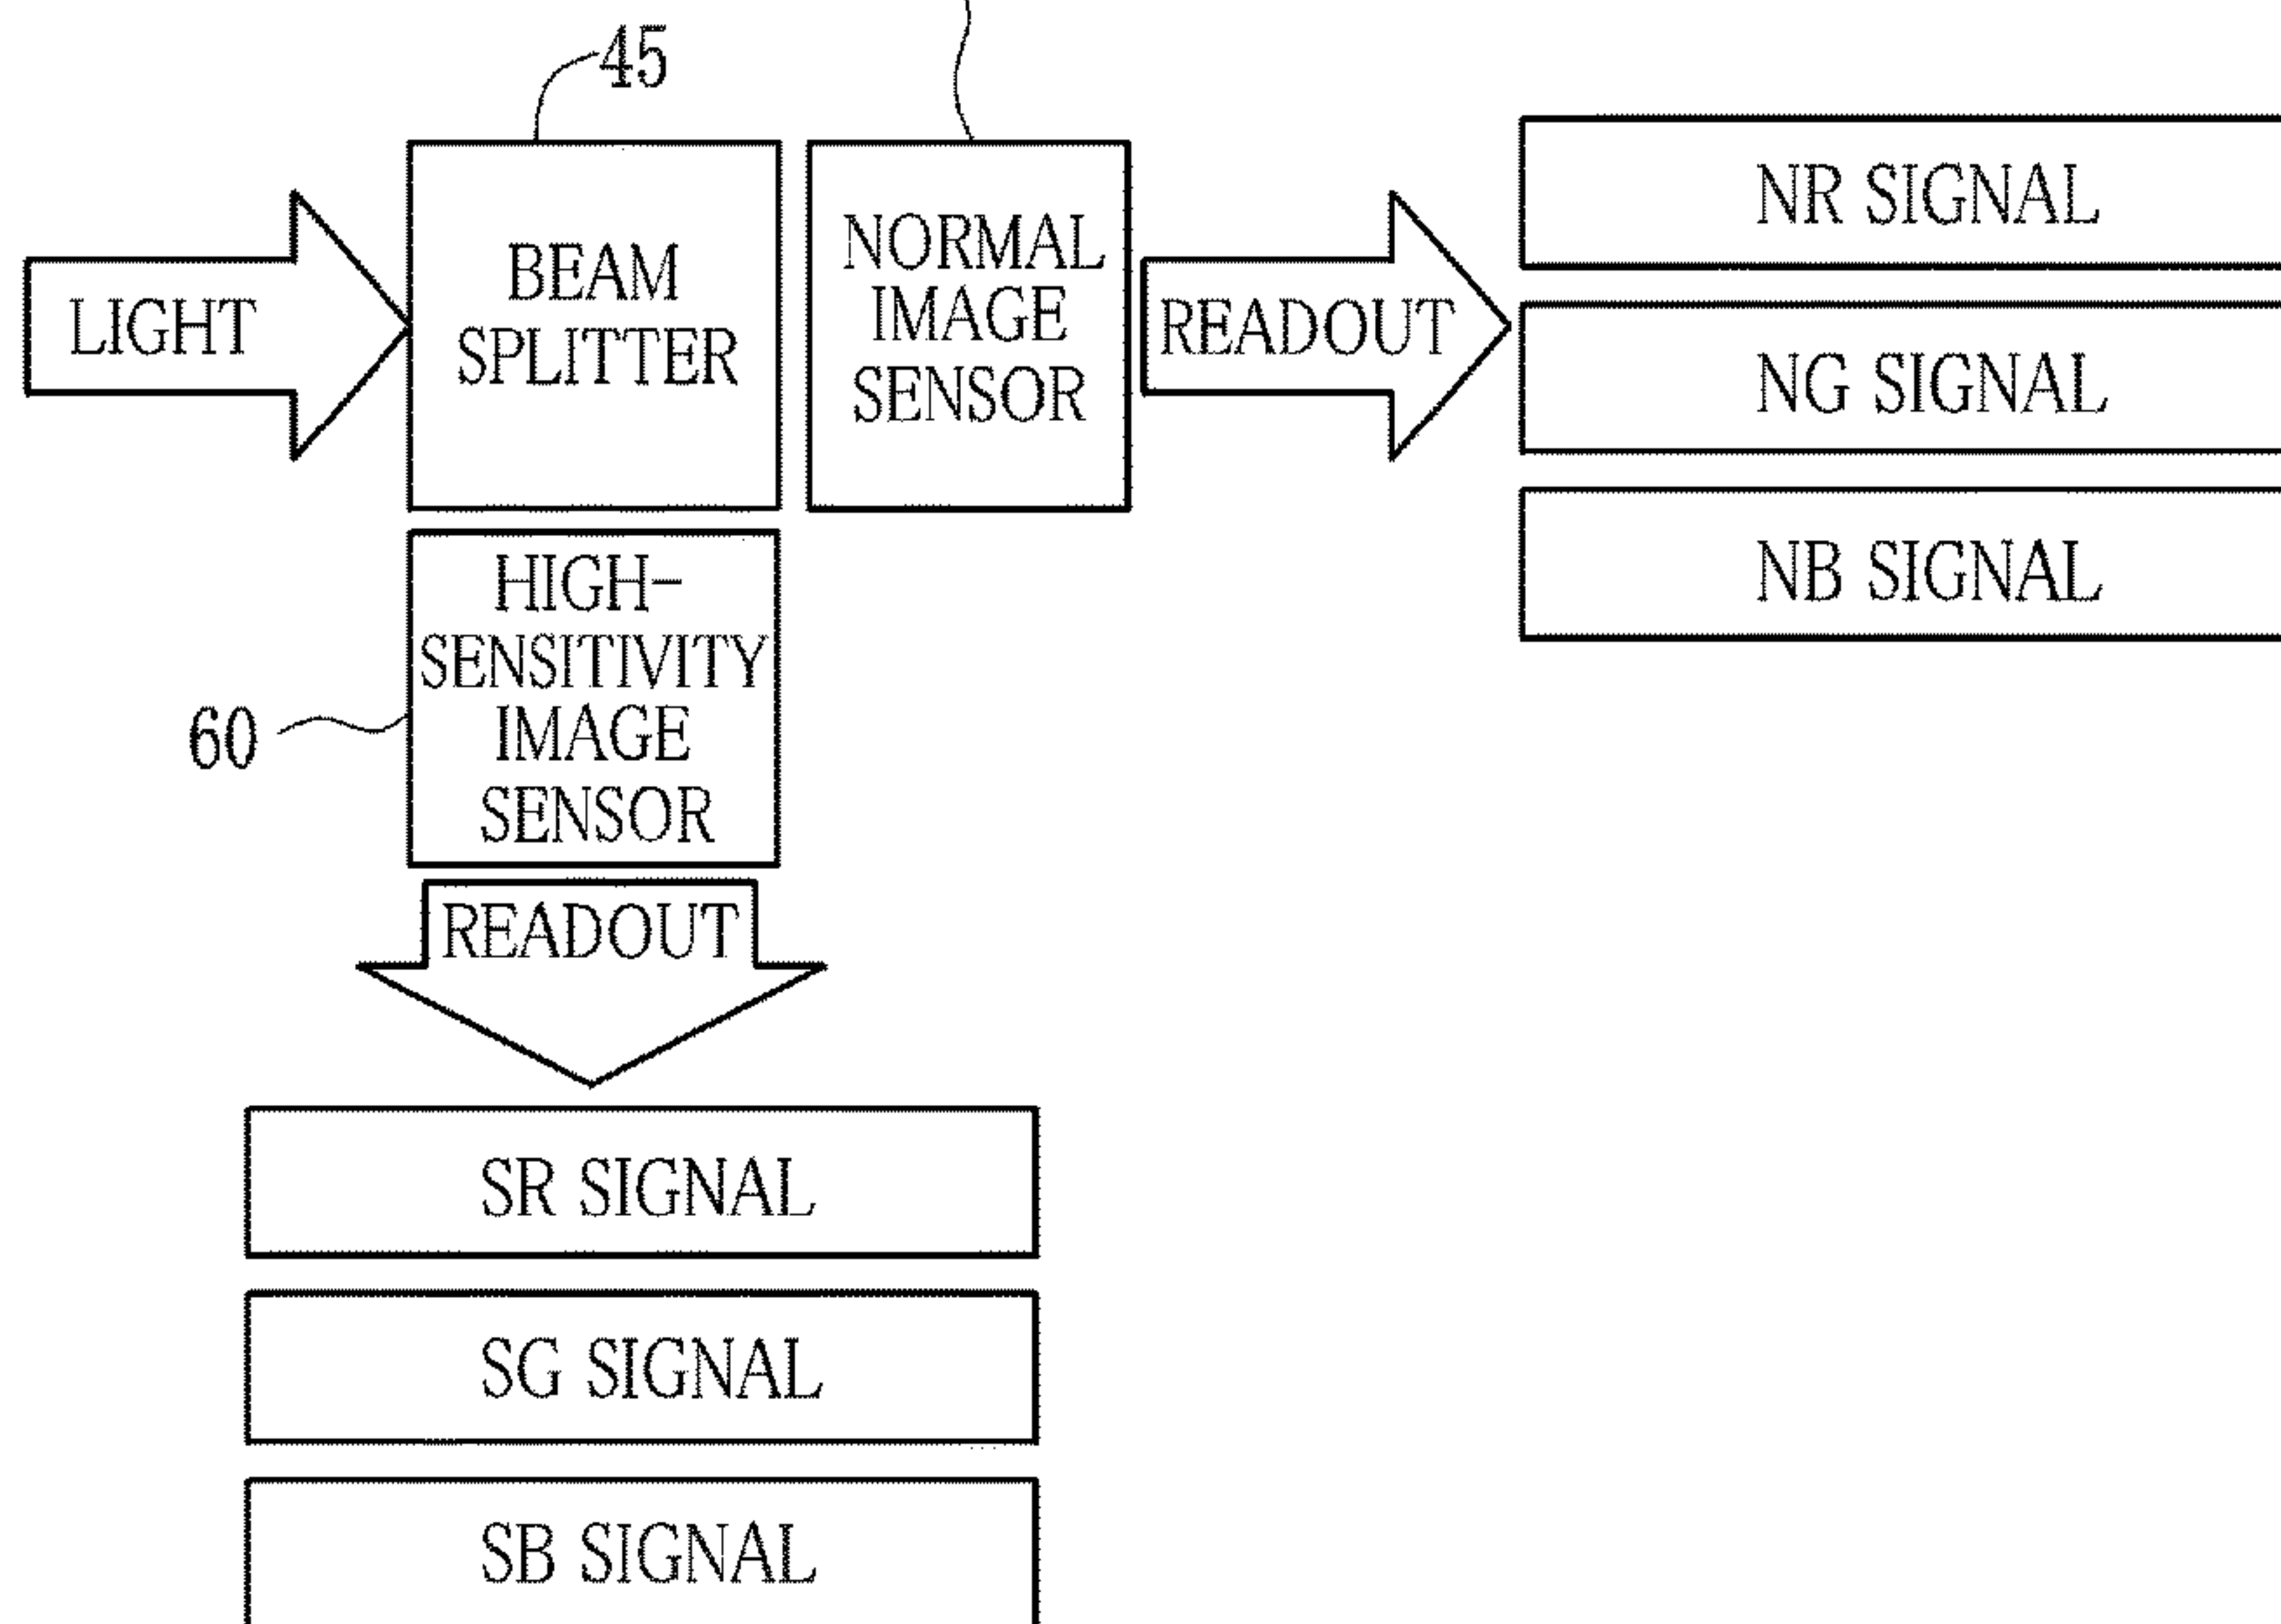 45
LIGHT
BEAM
SPLITTER
NORMAL
IMAGE
SENSOR
READOUT
NR SIGNAL
NG SIGNAL
NB SIGNAL
60
HIGH-
SENSITIVITY
IMAGE
SENSOR
READOUT
SR SIGNAL
SG SIGNAL
SB SIGNAL